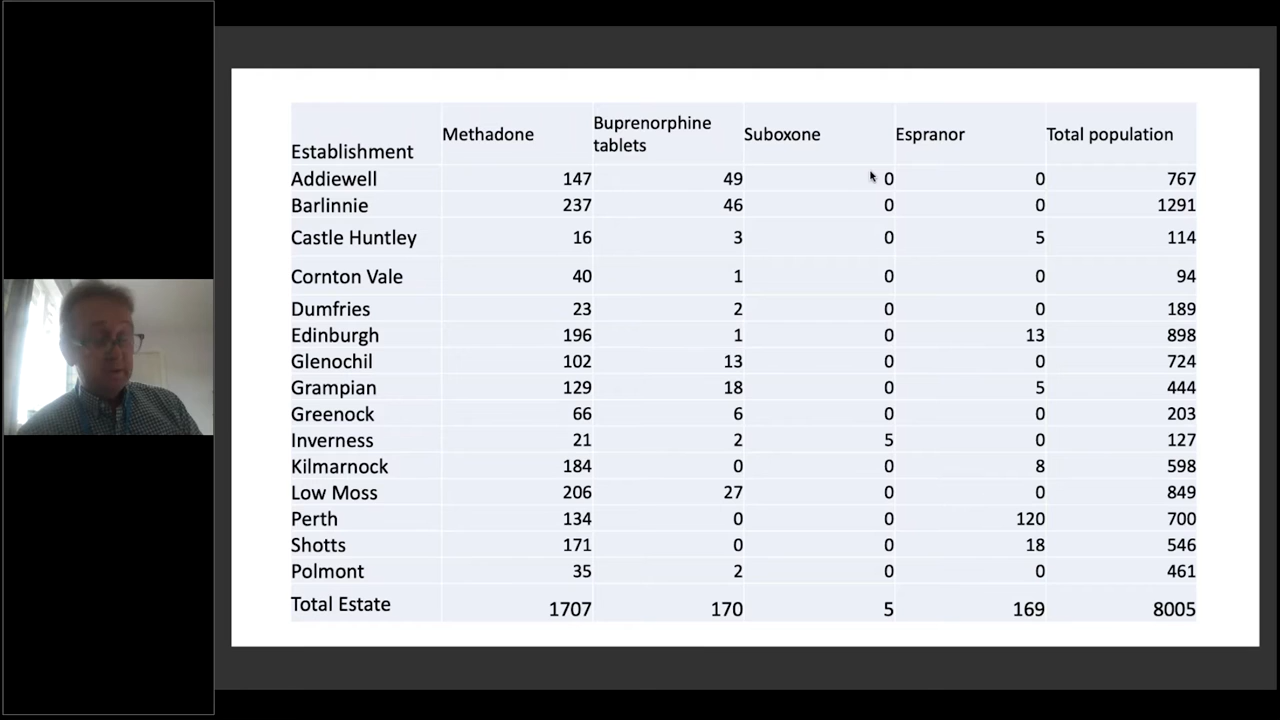 Establishment Methadone Buprenorphine tablets Suboxone Espranor Total population
Addiewell 147 49 0 0 767
Barlinnie 237 46 0 0 1291
Castle Huntley 16 3 0 5 114
Cornton Vale 40 1 0 0 94
Dumfries 23 2 0 0 189
Edinburgh 196 1 0 13 898
Glenochil 102 13 0 0 724
Grampian 129 18 0 5 444
Greenock 66 6 0 0 203
Inverness 21 2 5 0 127
Kilmarnock 184 0 0 8 598
Low Moss 206 27 0 0 849
Perth 134 0 0 120 700
Shotts 171 0 0 18 546
Polmont 35 2 0 0 461
Total Estate 1707 170 5 169 8005